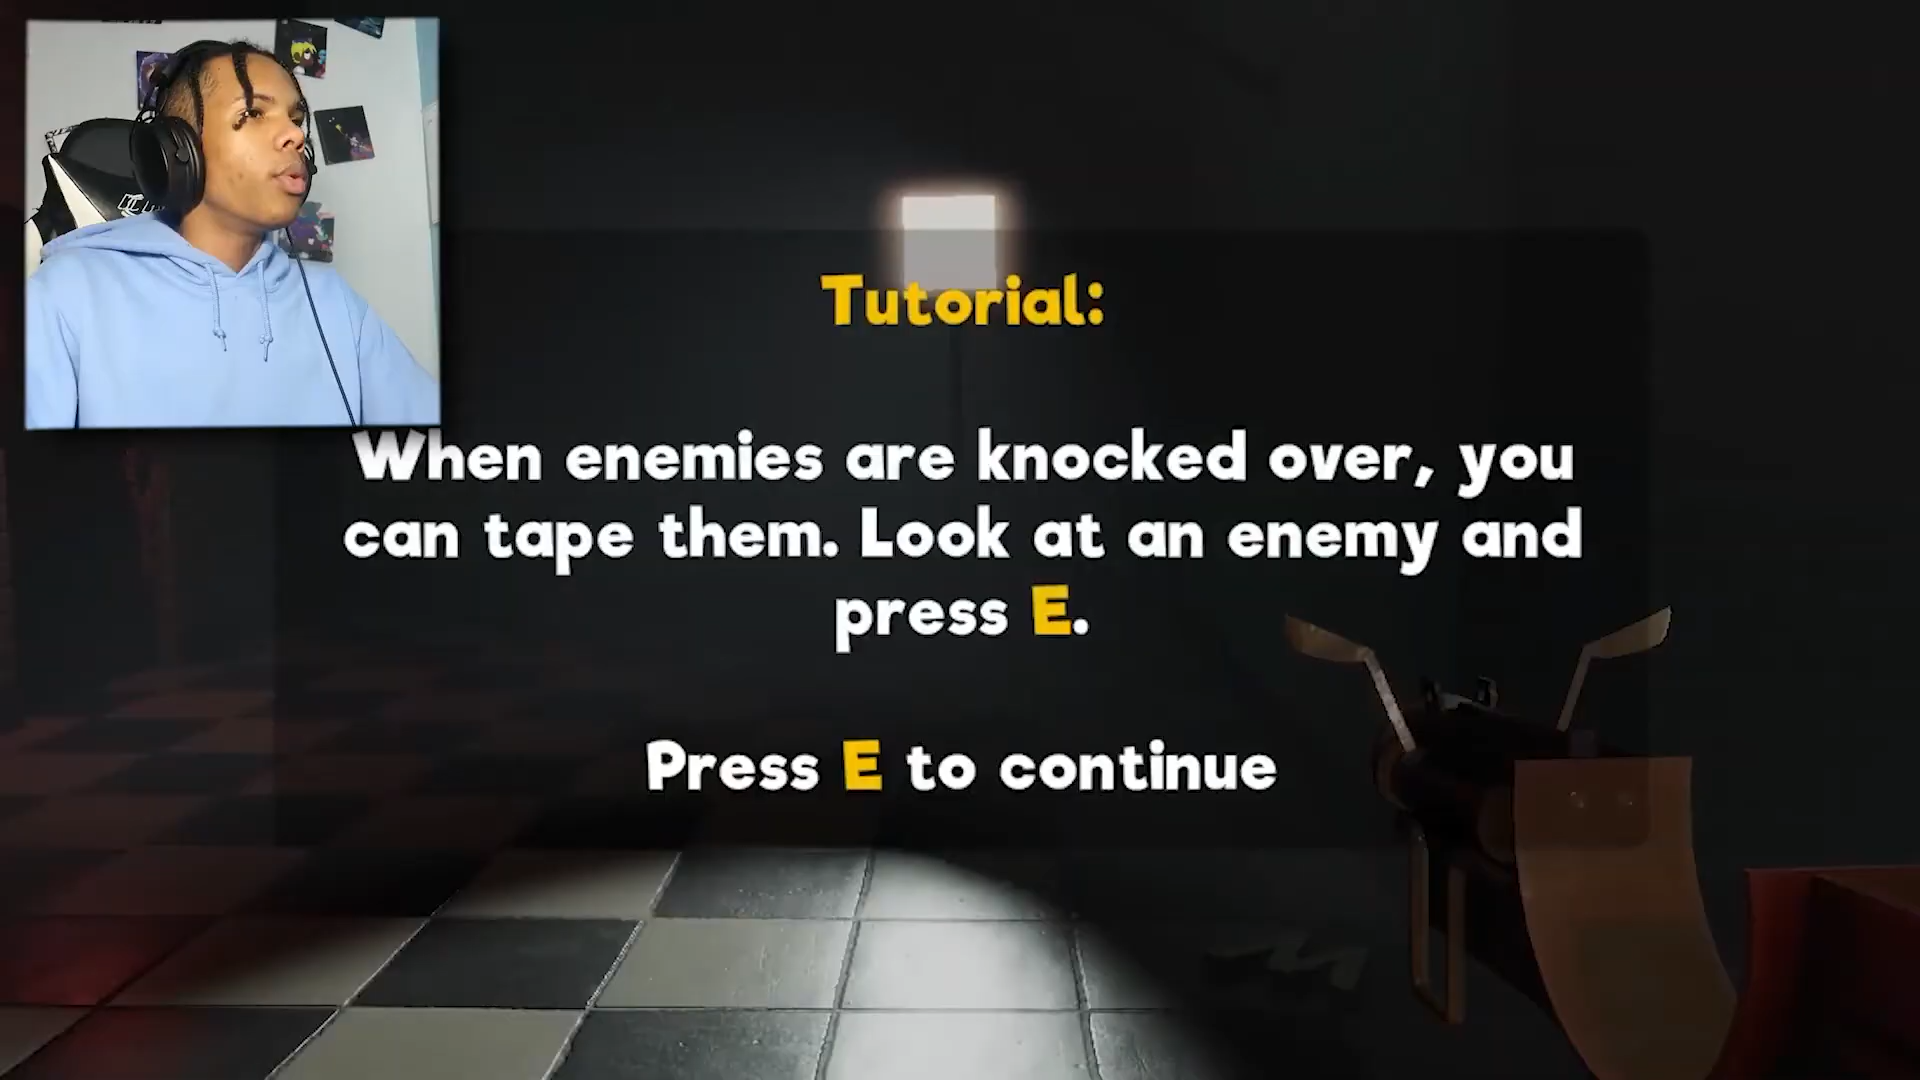 Tutorial:
When enemies are knocked over, you
can tape them. Look at an enemy and
press E.
Press E to continue